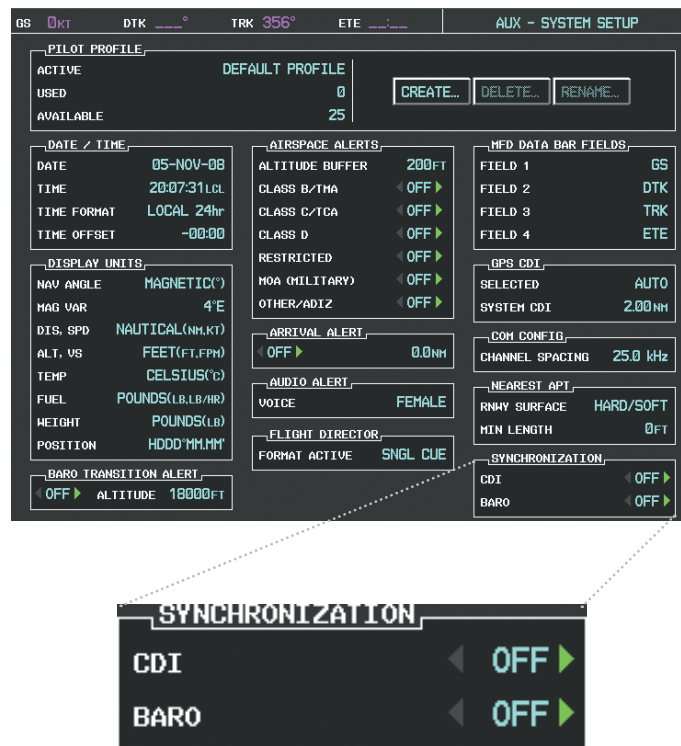 GS 0KT DTK ___° TRK 356° ETE __:__ AUX - SYSTEM SETUP
PILOT PROFILE
ACTIVE DEFAULT PROFILE
USED 0
AVAILABLE 25
CREATE... DELETE... RENAME...
DATE / TIME
DATE 05-NOV-08
TIME 20:07:31LCL
TIME FORMAT LOCAL 24hr
TIME OFFSET -00:00
DISPLAY UNITS
NAV ANGLE MAGNETIC(°)
MAG VAR 4°E
DIS, SPD NAUTICAL(NM,KT)
ALT, VS FEET(FT,FPM)
TEMP CELSIUS(°C)
FUEL POUNDS(LB,LB/HR)
WEIGHT POUNDS(LB)
POSITION HDDD°MM.MM'
BARO TRANSITION ALERT
OFF ALTITUDE 18000FT
AIRSPACE ALERTS
ALTITUDE BUFFER 200FT
CLASS B/TMA OFF
CLASS C/TCA OFF
CLASS D OFF
RESTRICTED OFF
MOA (MILITARY) OFF
OTHER/ADIZ OFF
ARRIVAL ALERT
OFF 0.0NM
AUDIO ALERT
VOICE FEMALE
FLIGHT DIRECTOR
FORMAT ACTIVE SNGL CUE
MFD DATA BAR FIELDS
FIELD 1 GS
FIELD 2 DTK
FIELD 3 TRK
FIELD 4 ETE
GPS CDI
SELECTED AUTO
SYSTEM CDI 2.00NM
COM CONFIG
CHANNEL SPACING 25.0 kHz
NEAREST APT
RNWY SURFACE HARD/SOFT
MIN LENGTH 0FT
SYNCHRONIZATION
CDI OFF
BARO OFF
SYNCHRONIZATION
CDI OFF
BARO OFF